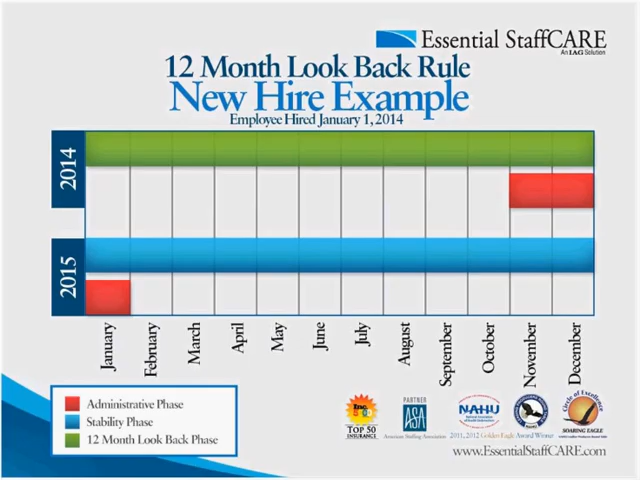 Essential StaffCARE
An IAG Solution
12 Month Look Back Rule
New Hire Example
Employee Hired January 1, 2014
2014
2015
January
February
March
April
May
June
July
August
September
October
November
December
Administrative Phase
Stability Phase
12 Month Look Back Phase
Inc.
TOP 50
INSURANCE
PARTNER
ASA
American Staffing Association
NAHU
2011, 2012 Golden Eagle Award Winner
Circle of Excellence
SOARING EAGLE
www.EssentialStaffCARE.com